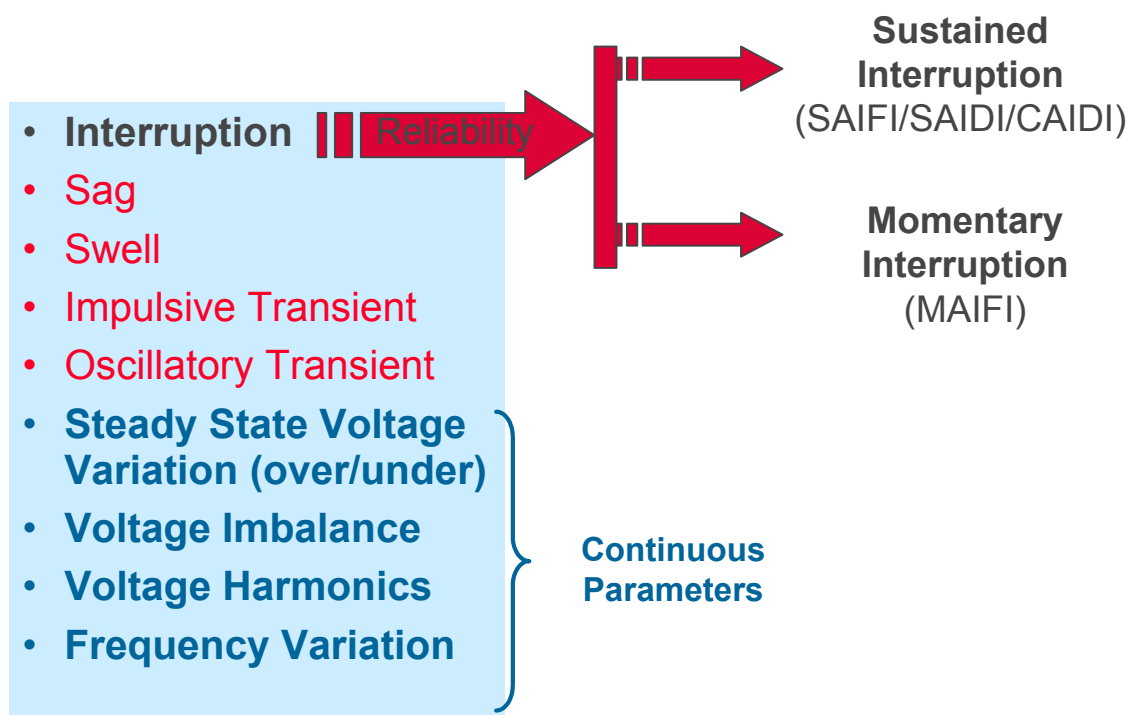 Sustained
Interruption
(SAIFI/SAIDI/CAIDI)
• Interruption
Reliability
• Sag
• Swell
• Impulsive Transient
• Oscillatory Transient
• Steady State Voltage
Variation (over/under)
• Voltage Imbalance
• Voltage Harmonics
• Frequency Variation
Momentary
Interruption
(MAIFI)
Continuous
Parameters